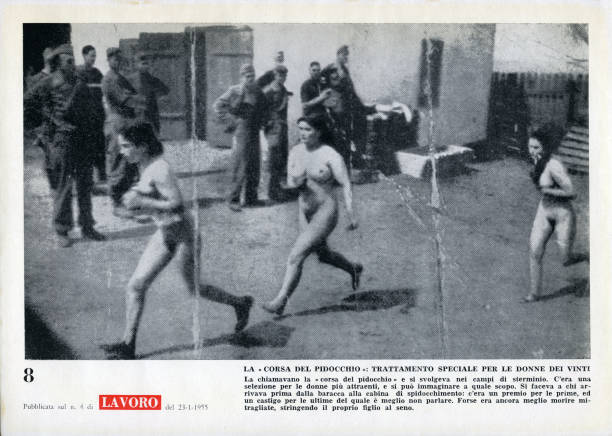 LA « CORSA DEL PIDOCCHIO »: TRATTAMENTO SPECIALE PER LE DONNE DEI VINTI
La chiamavano la « corsa del pidocchio » e si svolgeva nei campi di sterminio. C'era una
selezione per le donne più attraenti, e si può immaginare a quale scopo. Si faceva a chi ar-
rivava prima dalla baracca alla cabina di spidocchimento: c'era un premio per le prime, ed
un castigo per le ultime del quale è meglio non parlare. Forse era ancora meglio morire mi-
tragliate, stringendo il proprio figlio al seno.
8
Pubblicata sul n. 4 di LAVORO del 23-1-1955